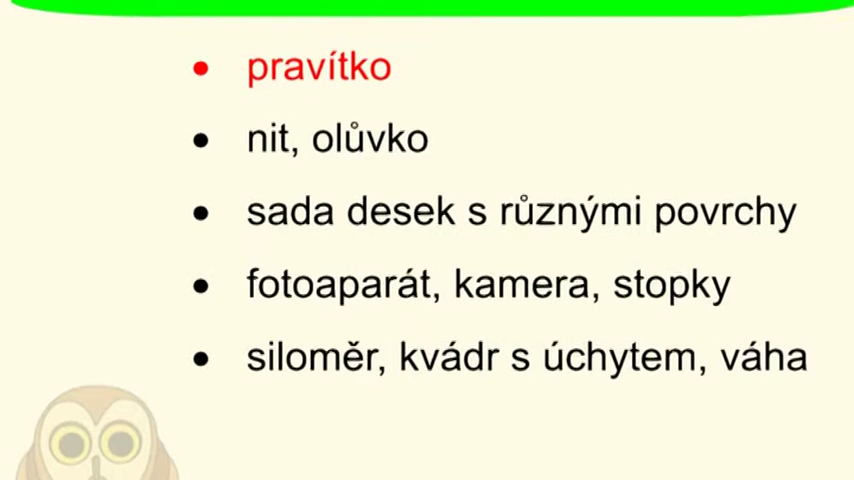 pravítko
nit, olůvko
sada desek s různými povrchy
fotoaparát, kamera, stopky
siloměr, kvádr s úchytem, váha